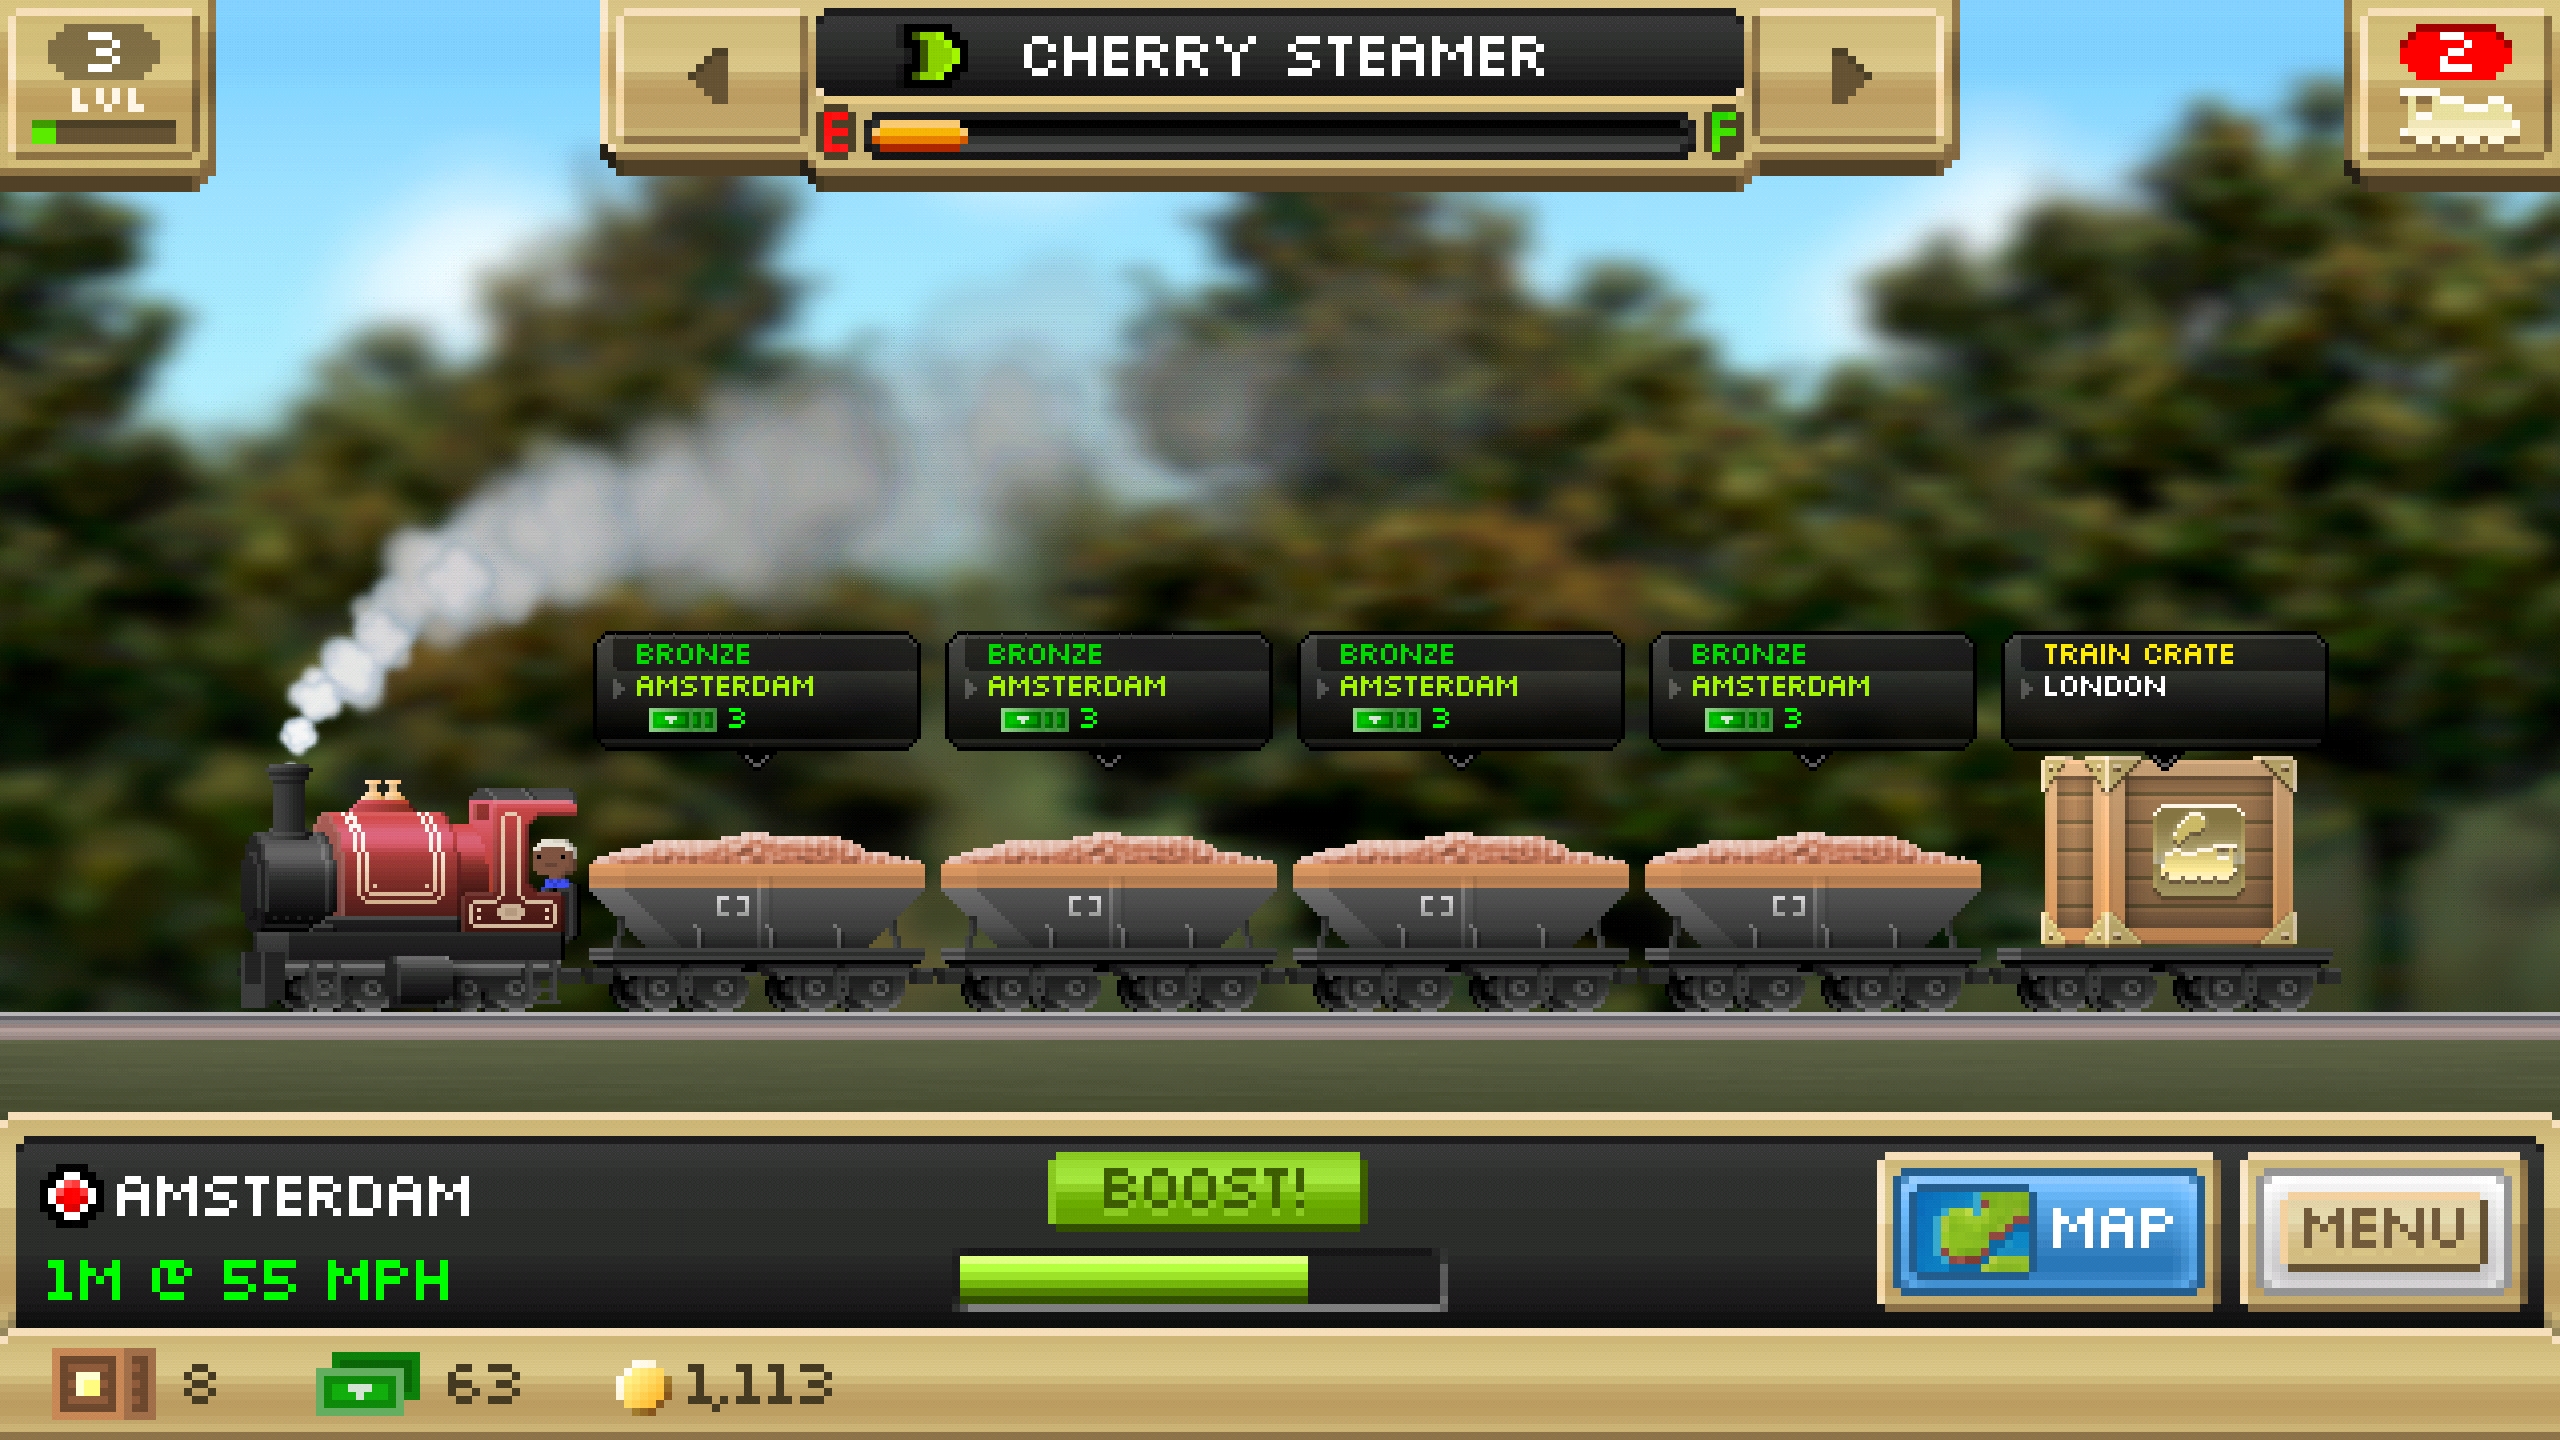 3
LVL
CHERRY STEAMER
E F
2
BRONZE
AMSTERDAM
3
BRONZE
AMSTERDAM
3
BRONZE
AMSTERDAM
3
BRONZE
AMSTERDAM
3
TRAIN CRATE
LONDON
AMSTERDAM
1M @ 55 MPH
BOOST!
MAP
MENU
8
63
1,113